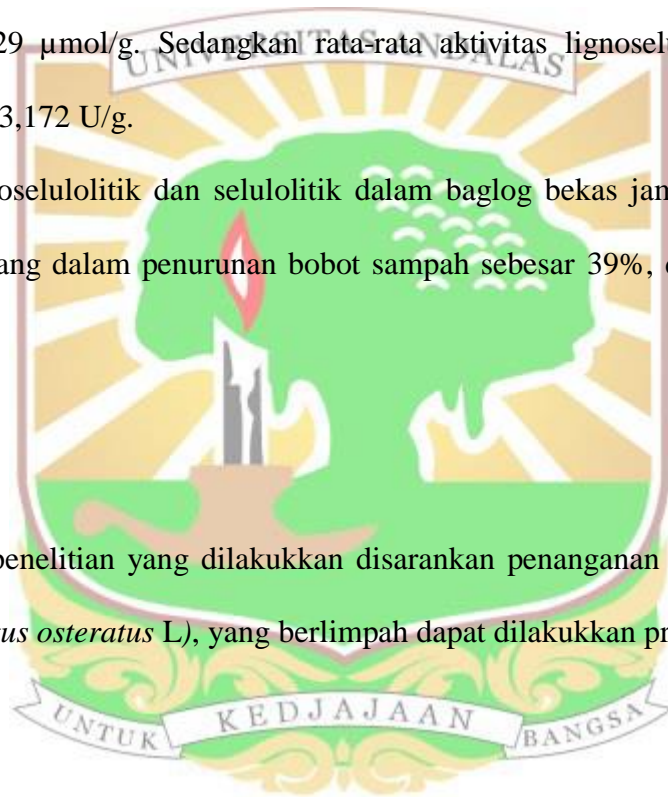 29 µmol/g. Sedangkan rata-rata aktivitas lignoselu
UNIVERSITAS ANDALAS
3,172 U/g.
oselulolitik dan selulolitik dalam baglog bekas jam
ang dalam penurunan bobot sampah sebesar 39%,
penelitian yang dilakukkan disarankan penanganan
us osteratus L), yang berlimpah dapat dilakukkan pr
UNTUK KEDJAJAAN BANGSA